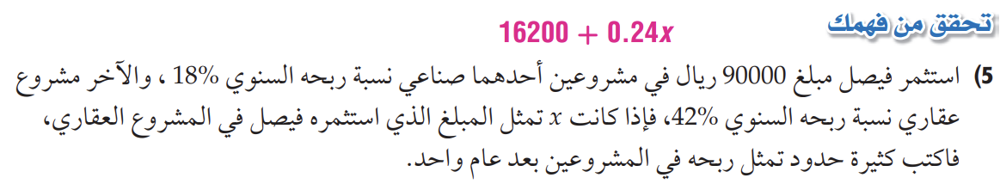 تحقق من فهمك
16200 + 0.24x
5) استثمر فيصل مبلغ 90000 ريال في مشروعين أحدهما صناعي نسبة ربحه السنوي 18% ، والآخر مشروع
عقاري نسبة ربحه السنوي 42%، فإذا كانت x تمثل المبلغ الذي استثمره فيصل في المشروع العقاري،
فاكتب كثيرة حدود تمثل ربحه في المشروعين بعد عام واحد.